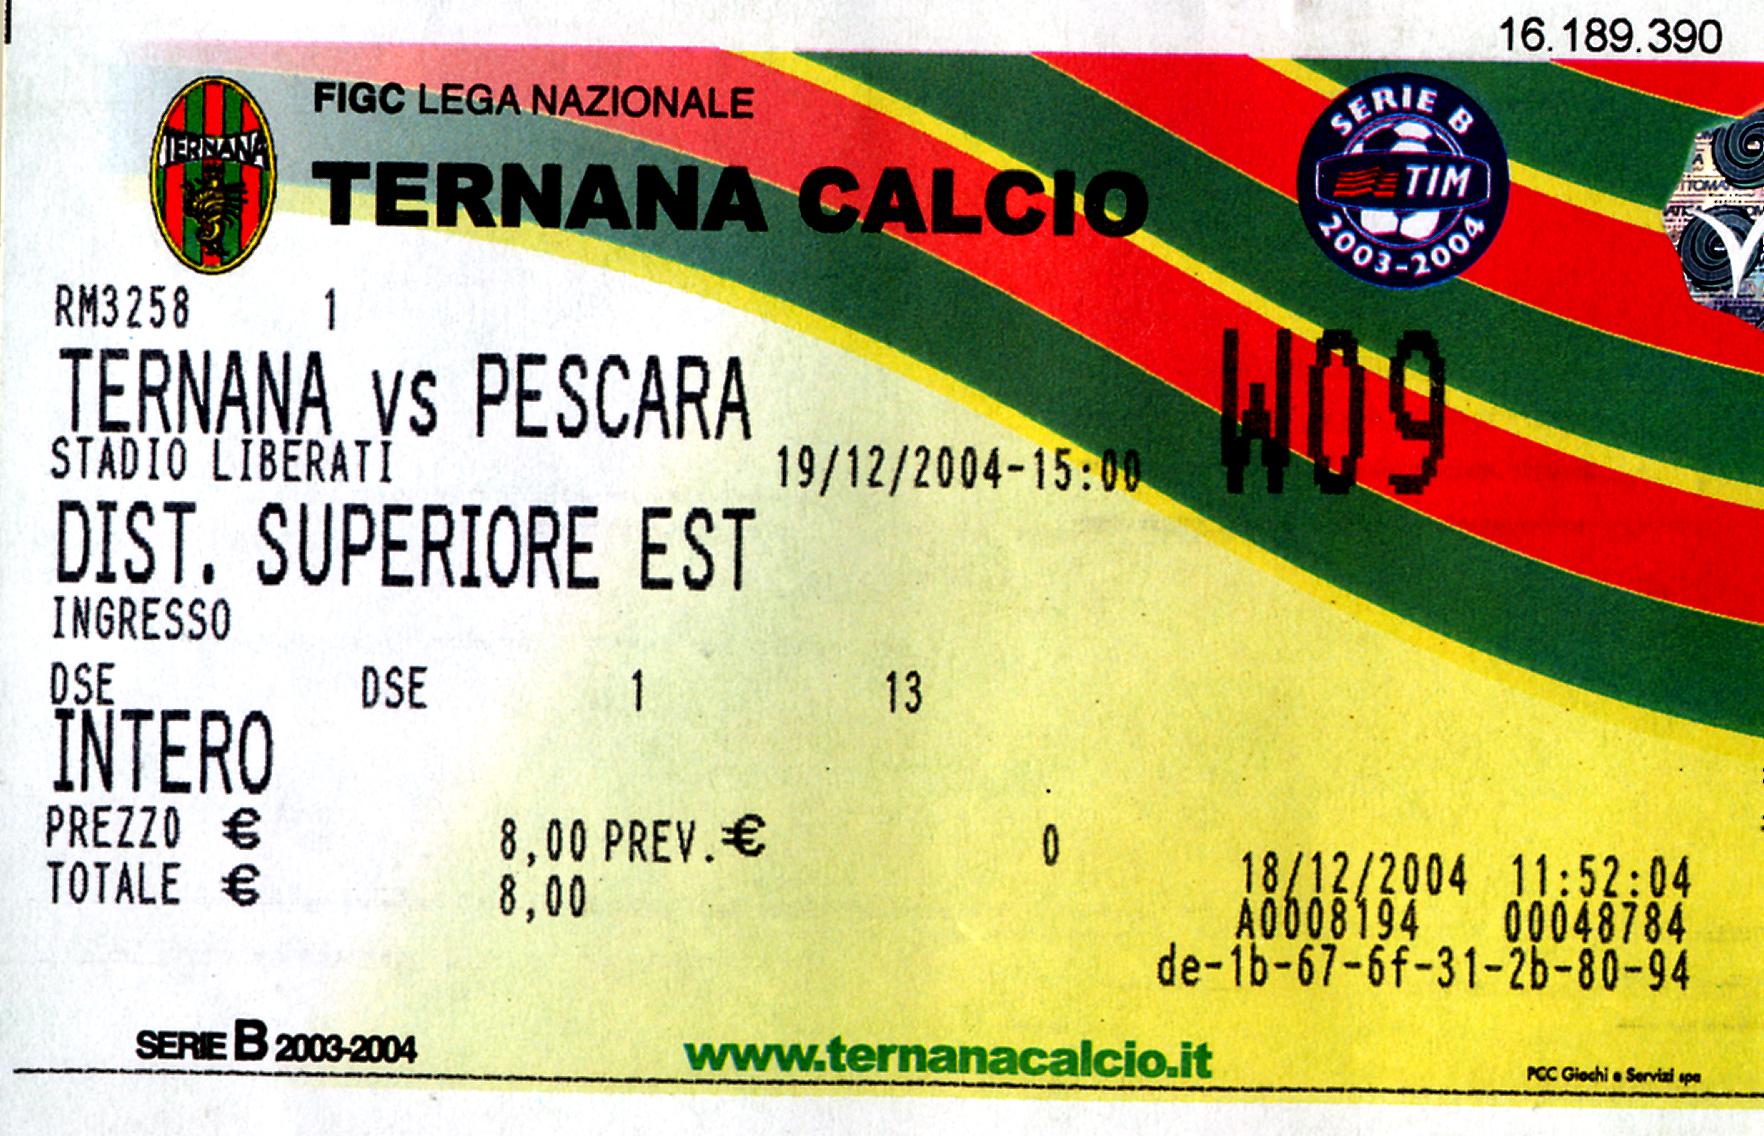 16.189.390
FIGC LEGA NAZIONALE
TERNANA CALCIO
TERNANA
SERIE B
TIM
2003-2004
RM3258 1
TERNANA vs PESCARA
W09
STADIO LIBERATI 19/12/2004-15:00
DIST. SUPERIORE EST
INGRESSO
DSE DSE 1 13
INTERO
PREZZO € 8,00 PREV. € 0
TOTALE € 8,00
18/12/2004 11:52:04
A0008194 00048784
de-1b-67-6f-31-2b-80-94
SERIE B 2003-2004
www.ternanacalcio.it
PCC Giochi e Servizi spa